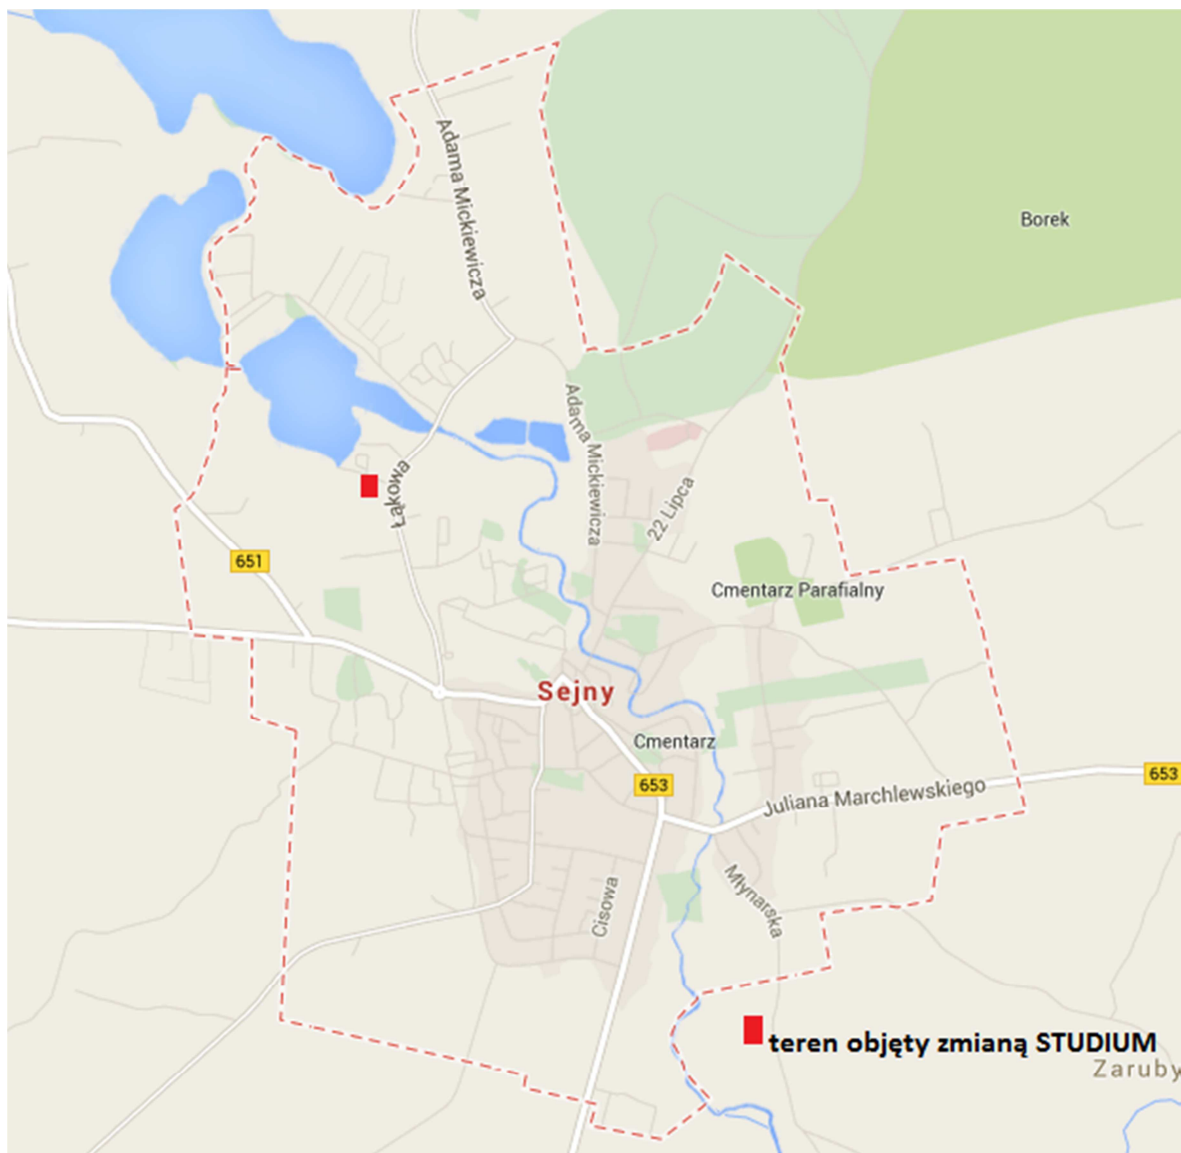 Adama Mickiewicza
Borek
Adama Mickiewicza
Łąkowa
22 Lipca
651
Cmentarz Parafialny
Sejny
Cmentarz
653
653
Juliana Marchlewskiego
Młynarska
Cisowa
teren objęty zmianą STUDIUM
Zaruby